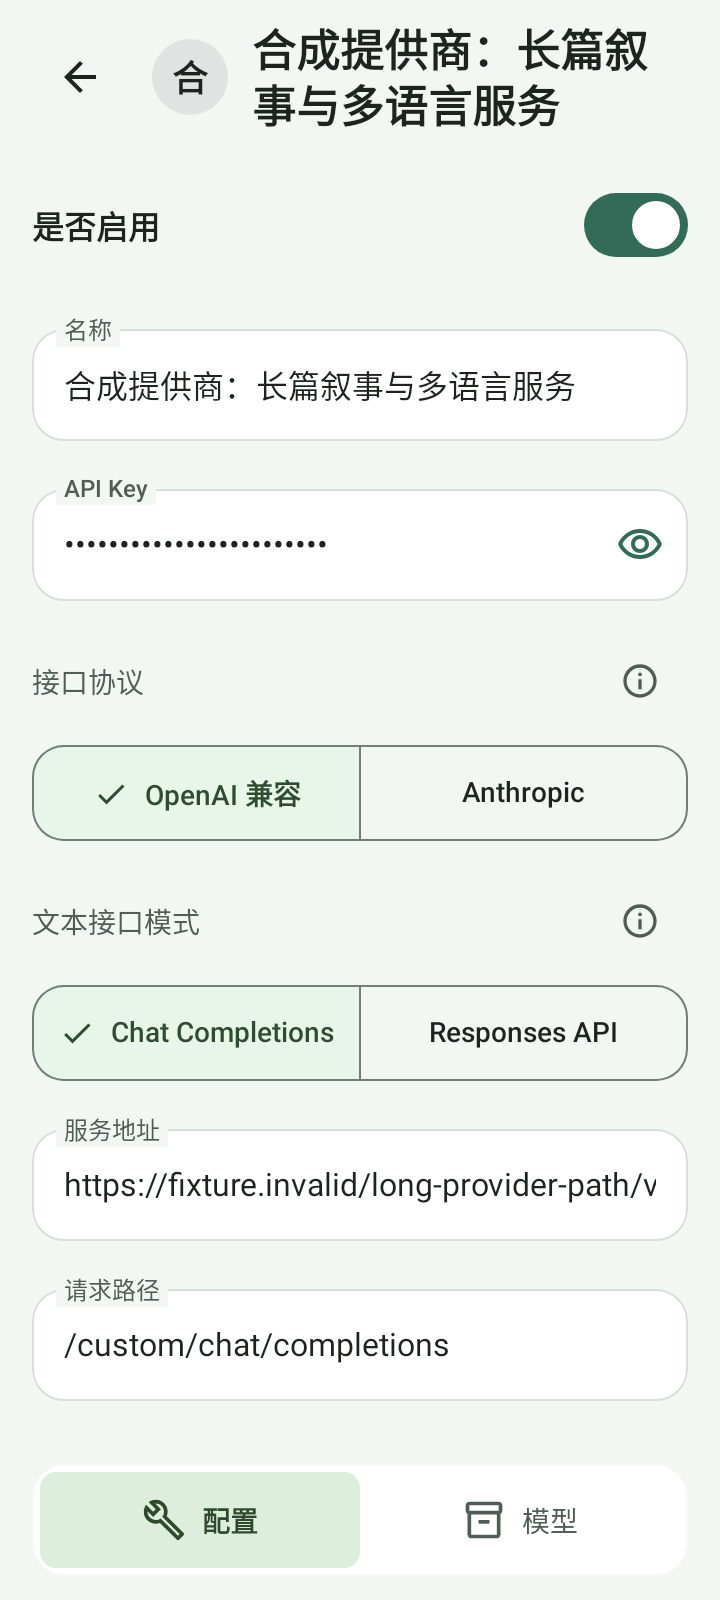 合
合成提供商：长篇叙
事与多语言服务
是否启用
名称
合成提供商：长篇叙事与多语言服务
API Key
••••••••••••••••••••••••
接口协议
OpenAI 兼容
Anthropic
文本接口模式
Chat Completions
Responses API
服务地址
https://fixture.invalid/long-provider-path/v
请求路径
/custom/chat/completions
配置
模型